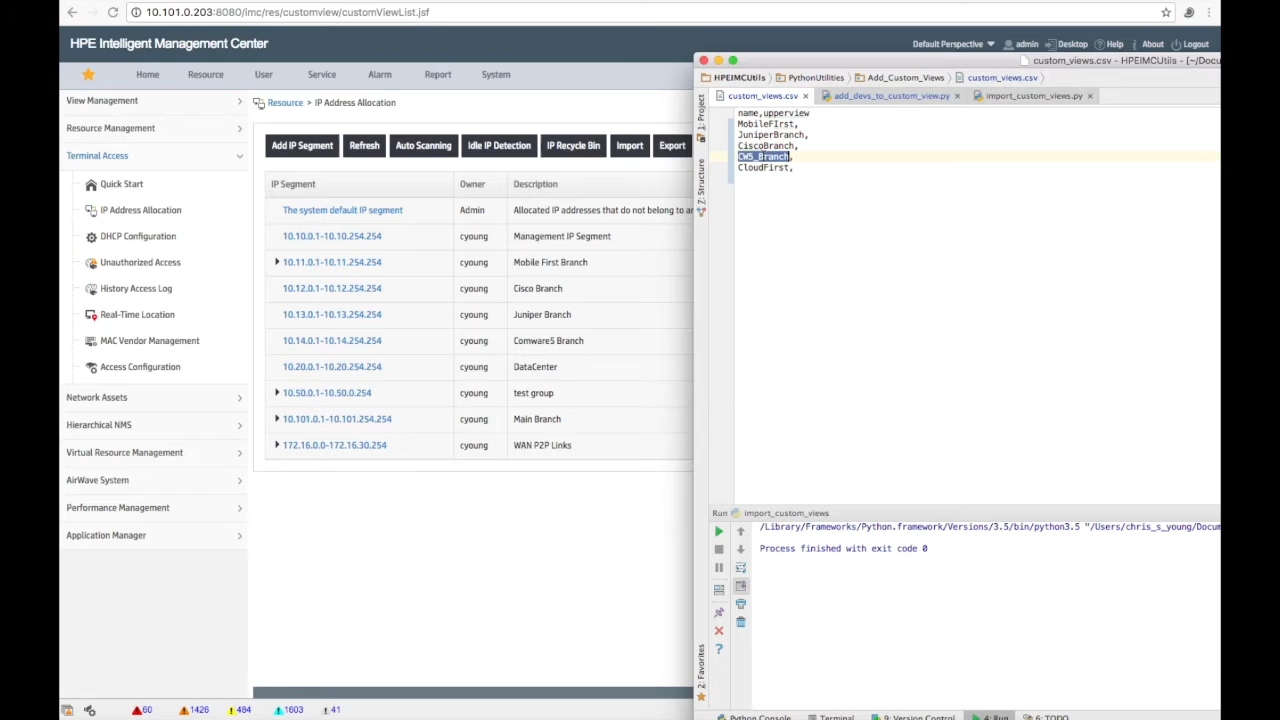 10.101.0.203:8080/imc/res/customview/customViewList.jsf
HPE Intelligent Management Center
Default Perspective admin Desktop Help About Logout
Home Resource User Service Alarm Report System
View Management
Resource Management
Terminal Access
Quick Start
IP Address Allocation
DHCP Configuration
Unauthorized Access
History Access Log
Real-Time Location
MAC Vendor Management
Access Configuration
Network Assets
Hierarchical NMS
Virtual Resource Management
AirWave System
Performance Management
Application Manager
Resource > IP Address Allocation
Add IP Segment Refresh Auto Scanning Idle IP Detection IP Recycle Bin Import Export
IP Segment Owner Description
The system default IP segment Admin Allocated IP addresses that do not belong to an
10.10.0.1-10.10.254.254 cyoung Management IP Segment
10.11.0.1-10.11.254.254 cyoung Mobile First Branch
10.12.0.1-10.12.254.254 cyoung Cisco Branch
10.13.0.1-10.13.254.254 cyoung Juniper Branch
10.14.0.1-10.14.254.254 cyoung Comware5 Branch
10.20.0.1-10.20.254.254 cyoung DataCenter
10.50.0.1-10.50.0.254 cyoung test group
10.101.0.1-10.101.254.254 cyoung Main Branch
172.16.0.0-172.16.30.254 cyoung WAN P2P Links
60 1426 484 1603 41
custom_views.csv - HPEIMCUtils - [~/Docu
HPEIMCUtils PythonUtilities Add_Custom_Views custom_views.csv
custom_views.csv add_devs_to_custom_view.py import_custom_views.py
1: Project
7: Structure
2: Favorites
name,upperview
MobileFIrst,
JuniperBranch,
CiscoBranch,
CW5_Branch,
CloudFirst,
Run import_custom_views
/Library/Frameworks/Python.framework/Versions/3.5/bin/python3.5 "/Users/chris_s_young/Docum
Process finished with exit code 0
Python Console Terminal 9: Version Control 4: Run 6: TODO